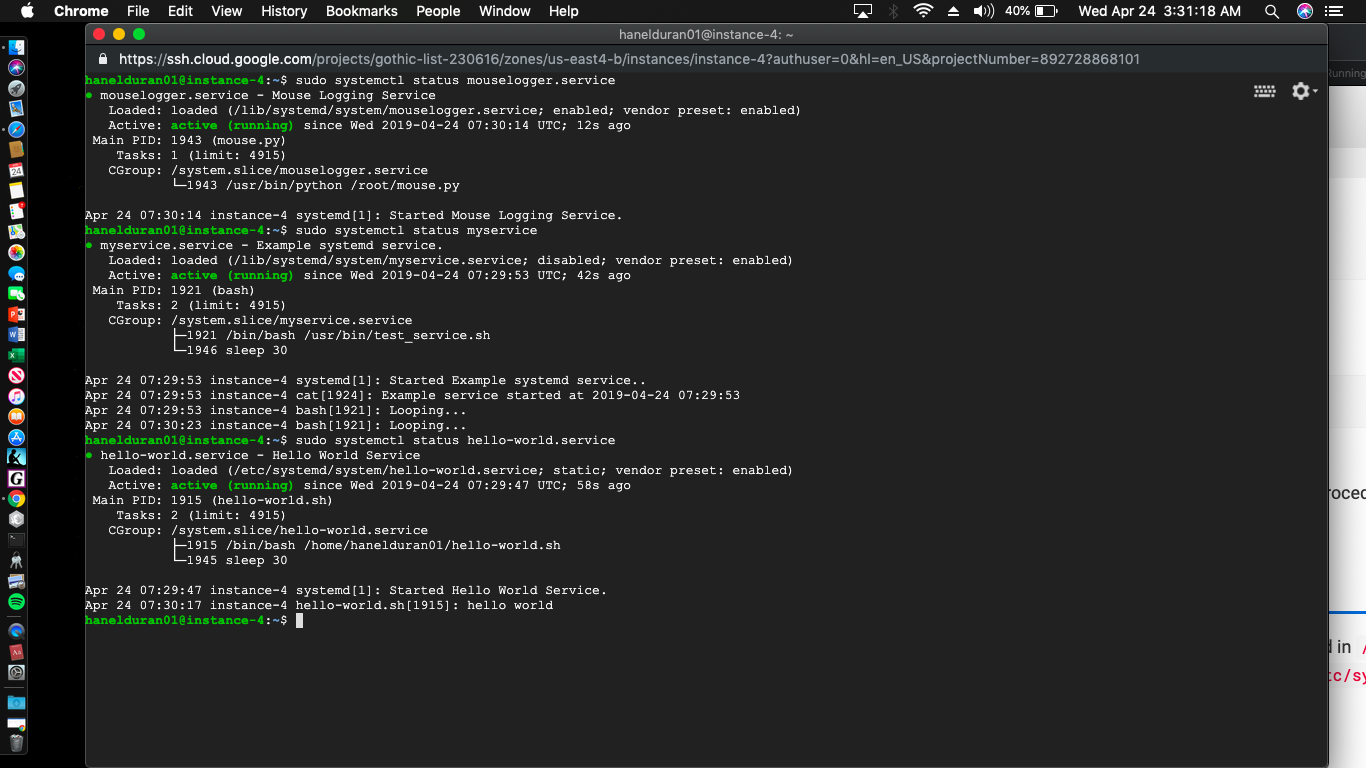 Chrome File Edit View History Bookmarks People Window Help 40% Wed Apr 24 3:31:18 AM
hanelduran01@instance-4: ~
https://ssh.cloud.google.com/projects/gothic-list-230616/zones/us-east4-b/instances/instance-4?authuser=0&hl=en_US&projectNumber=892728868101
hanelduran01@instance-4:~$ sudo systemctl status mouselogger.service
● mouselogger.service - Mouse Logging Service
Loaded: loaded (/lib/systemd/system/mouselogger.service; enabled; vendor preset: enabled)
Active: active (running) since Wed 2019-04-24 07:30:14 UTC; 12s ago
Main PID: 1943 (mouse.py)
Tasks: 1 (limit: 4915)
CGroup: /system.slice/mouselogger.service
└─1943 /usr/bin/python /root/mouse.py
Apr 24 07:30:14 instance-4 systemd[1]: Started Mouse Logging Service.
hanelduran01@instance-4:~$ sudo systemctl status myservice
● myservice.service - Example systemd service.
Loaded: loaded (/lib/systemd/system/myservice.service; disabled; vendor preset: enabled)
Active: active (running) since Wed 2019-04-24 07:29:53 UTC; 42s ago
Main PID: 1921 (bash)
Tasks: 2 (limit: 4915)
CGroup: /system.slice/myservice.service
├─1921 /bin/bash /usr/bin/test_service.sh
└─1946 sleep 30
Apr 24 07:29:53 instance-4 systemd[1]: Started Example systemd service..
Apr 24 07:29:53 instance-4 cat[1924]: Example service started at 2019-04-24 07:29:53
Apr 24 07:29:53 instance-4 bash[1921]: Looping...
Apr 24 07:30:23 instance-4 bash[1921]: Looping...
hanelduran01@instance-4:~$ sudo systemctl status hello-world.service
● hello-world.service - Hello World Service
Loaded: loaded (/etc/systemd/system/hello-world.service; static; vendor preset: enabled)
Active: active (running) since Wed 2019-04-24 07:29:47 UTC; 58s ago
Main PID: 1915 (hello-world.sh)
Tasks: 2 (limit: 4915)
CGroup: /system.slice/hello-world.service
├─1915 /bin/bash /home/hanelduran01/hello-world.sh
└─1945 sleep 30
Apr 24 07:29:47 instance-4 systemd[1]: Started Hello World Service.
Apr 24 07:30:17 instance-4 hello-world.sh[1915]: hello world
hanelduran01@instance-4:~$